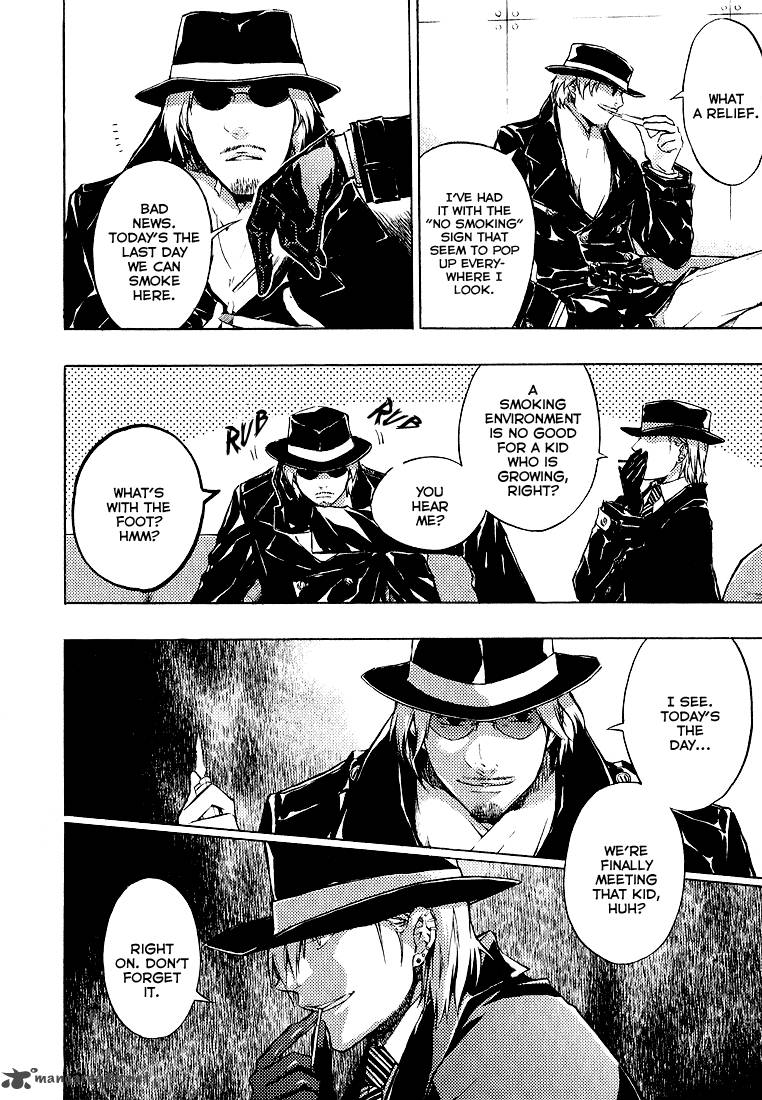 WHAT
A RELIEF.
I'VE HAD
IT WITH THE
"NO SMOKING"
SIGN THAT
SEEM TO POP
UP EVERY-
WHERE I
LOOK.
BAD
NEWS.
TODAY'S THE
LAST DAY
WE CAN
SMOKE
HERE.
A
SMOKING
ENVIRONMENT
IS NO GOOD
FOR A KID
WHO IS
GROWING,
RIGHT?
YOU
HEAR
ME?
RUB
RUB
WHAT'S
WITH THE
FOOT?
HMM?
I SEE.
TODAY'S
THE
DAY...
WE'RE
FINALLY
MEETING
THAT KID,
HUH?
RIGHT
ON. DON'T
FORGET
IT.